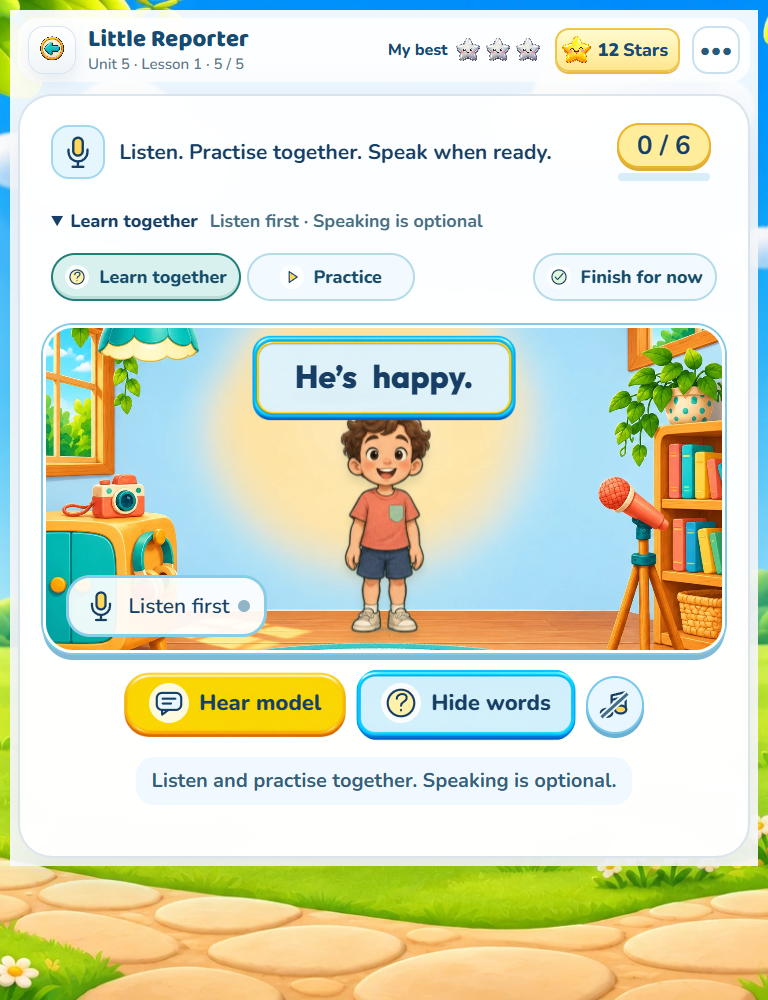 Little Reporter
Unit 5 · Lesson 1 · 5 / 5
My best
12 Stars
Listen. Practise together. Speak when ready.
0 / 6
Learn together Listen first · Speaking is optional
Learn together
Practice
Finish for now
He's happy.
Listen first
Hear model
Hide words
Listen and practise together. Speaking is optional.